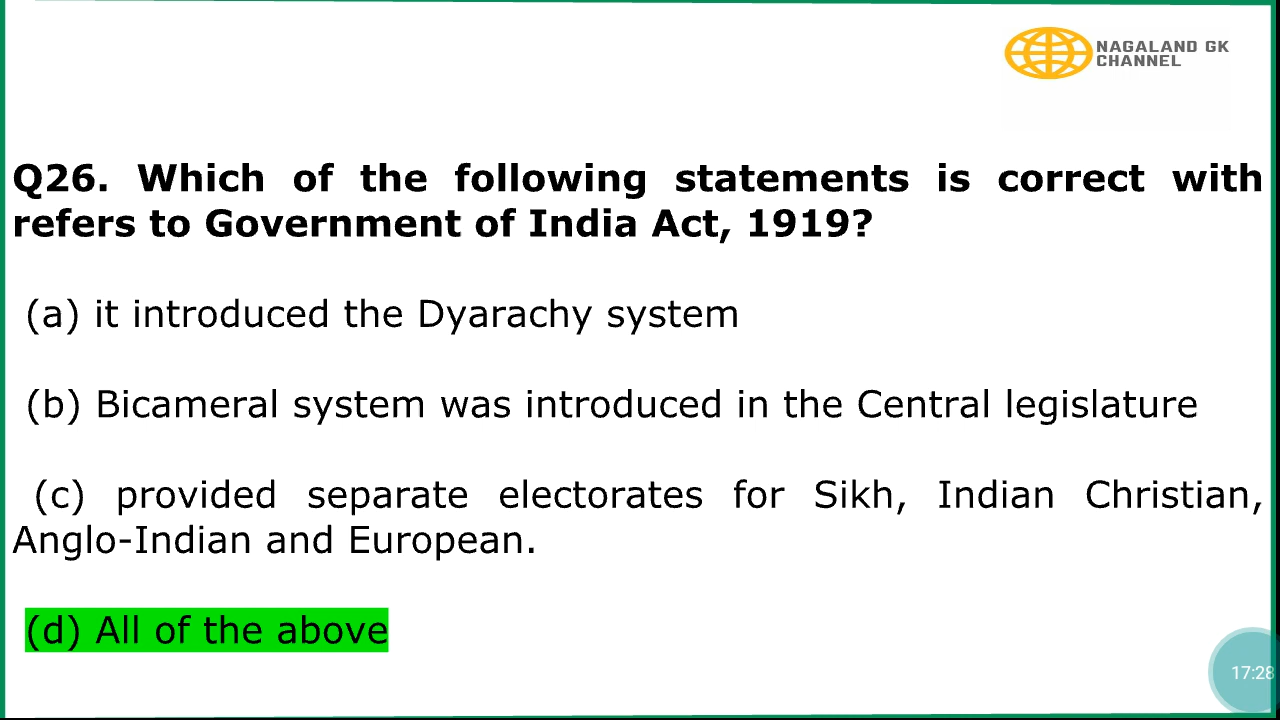 NAGALAND GK
CHANNEL
Q26. Which of the following statements is correct with
refers to Government of India Act, 1919?
(a) it introduced the Dyarachy system
(b) Bicameral system was introduced in the Central legislature
(c) provided separate electorates for Sikh, Indian Christian,
Anglo-Indian and European.
(d) All of the above
17:28